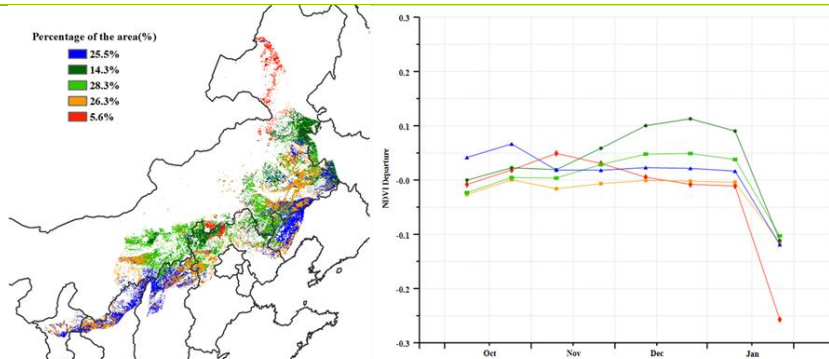 Percentage of the area(%)
25.5%
14.3%
28.3%
26.3%
5.6%
NDVI Departure
0.3
0.2
0.1
-0.0
-0.1
-0.2
-0.3
Oct
Nov
Dec
Jan